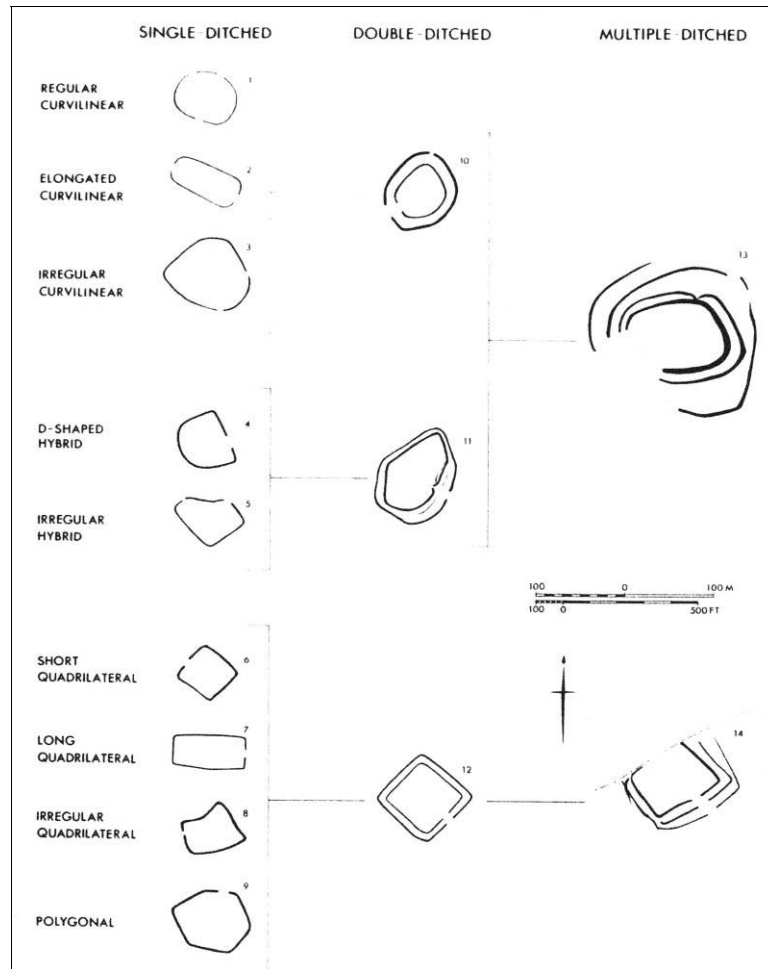 SINGLE-DITCHED DOUBLE-DITCHED MULTIPLE-DITCHED
REGULAR
CURVILINEAR
1
ELONGATED
CURVILINEAR
2
10
IRREGULAR
CURVILINEAR
3
13
D-SHAPED
HYBRID
4
11
IRREGULAR
HYBRID
5
100 0 100 M
100 0 500 FT
SHORT
QUADRILATERAL
6
LONG
QUADRILATERAL
7
12
14
IRREGULAR
QUADRILATERAL
8
POLYGONAL
9